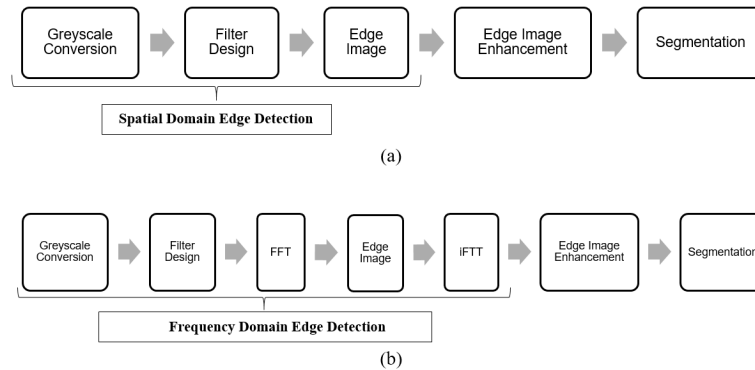 Greyscale
Conversion
Filter
Design
Edge
Image
Edge Image
Enhancement
Segmentation
Spatial Domain Edge Detection
(a)
Greyscale
Conversion
Filter
Design
FFT
Edge
Image
iFTT
Edge Image
Enhancement
Segmentation
Frequency Domain Edge Detection
(b)